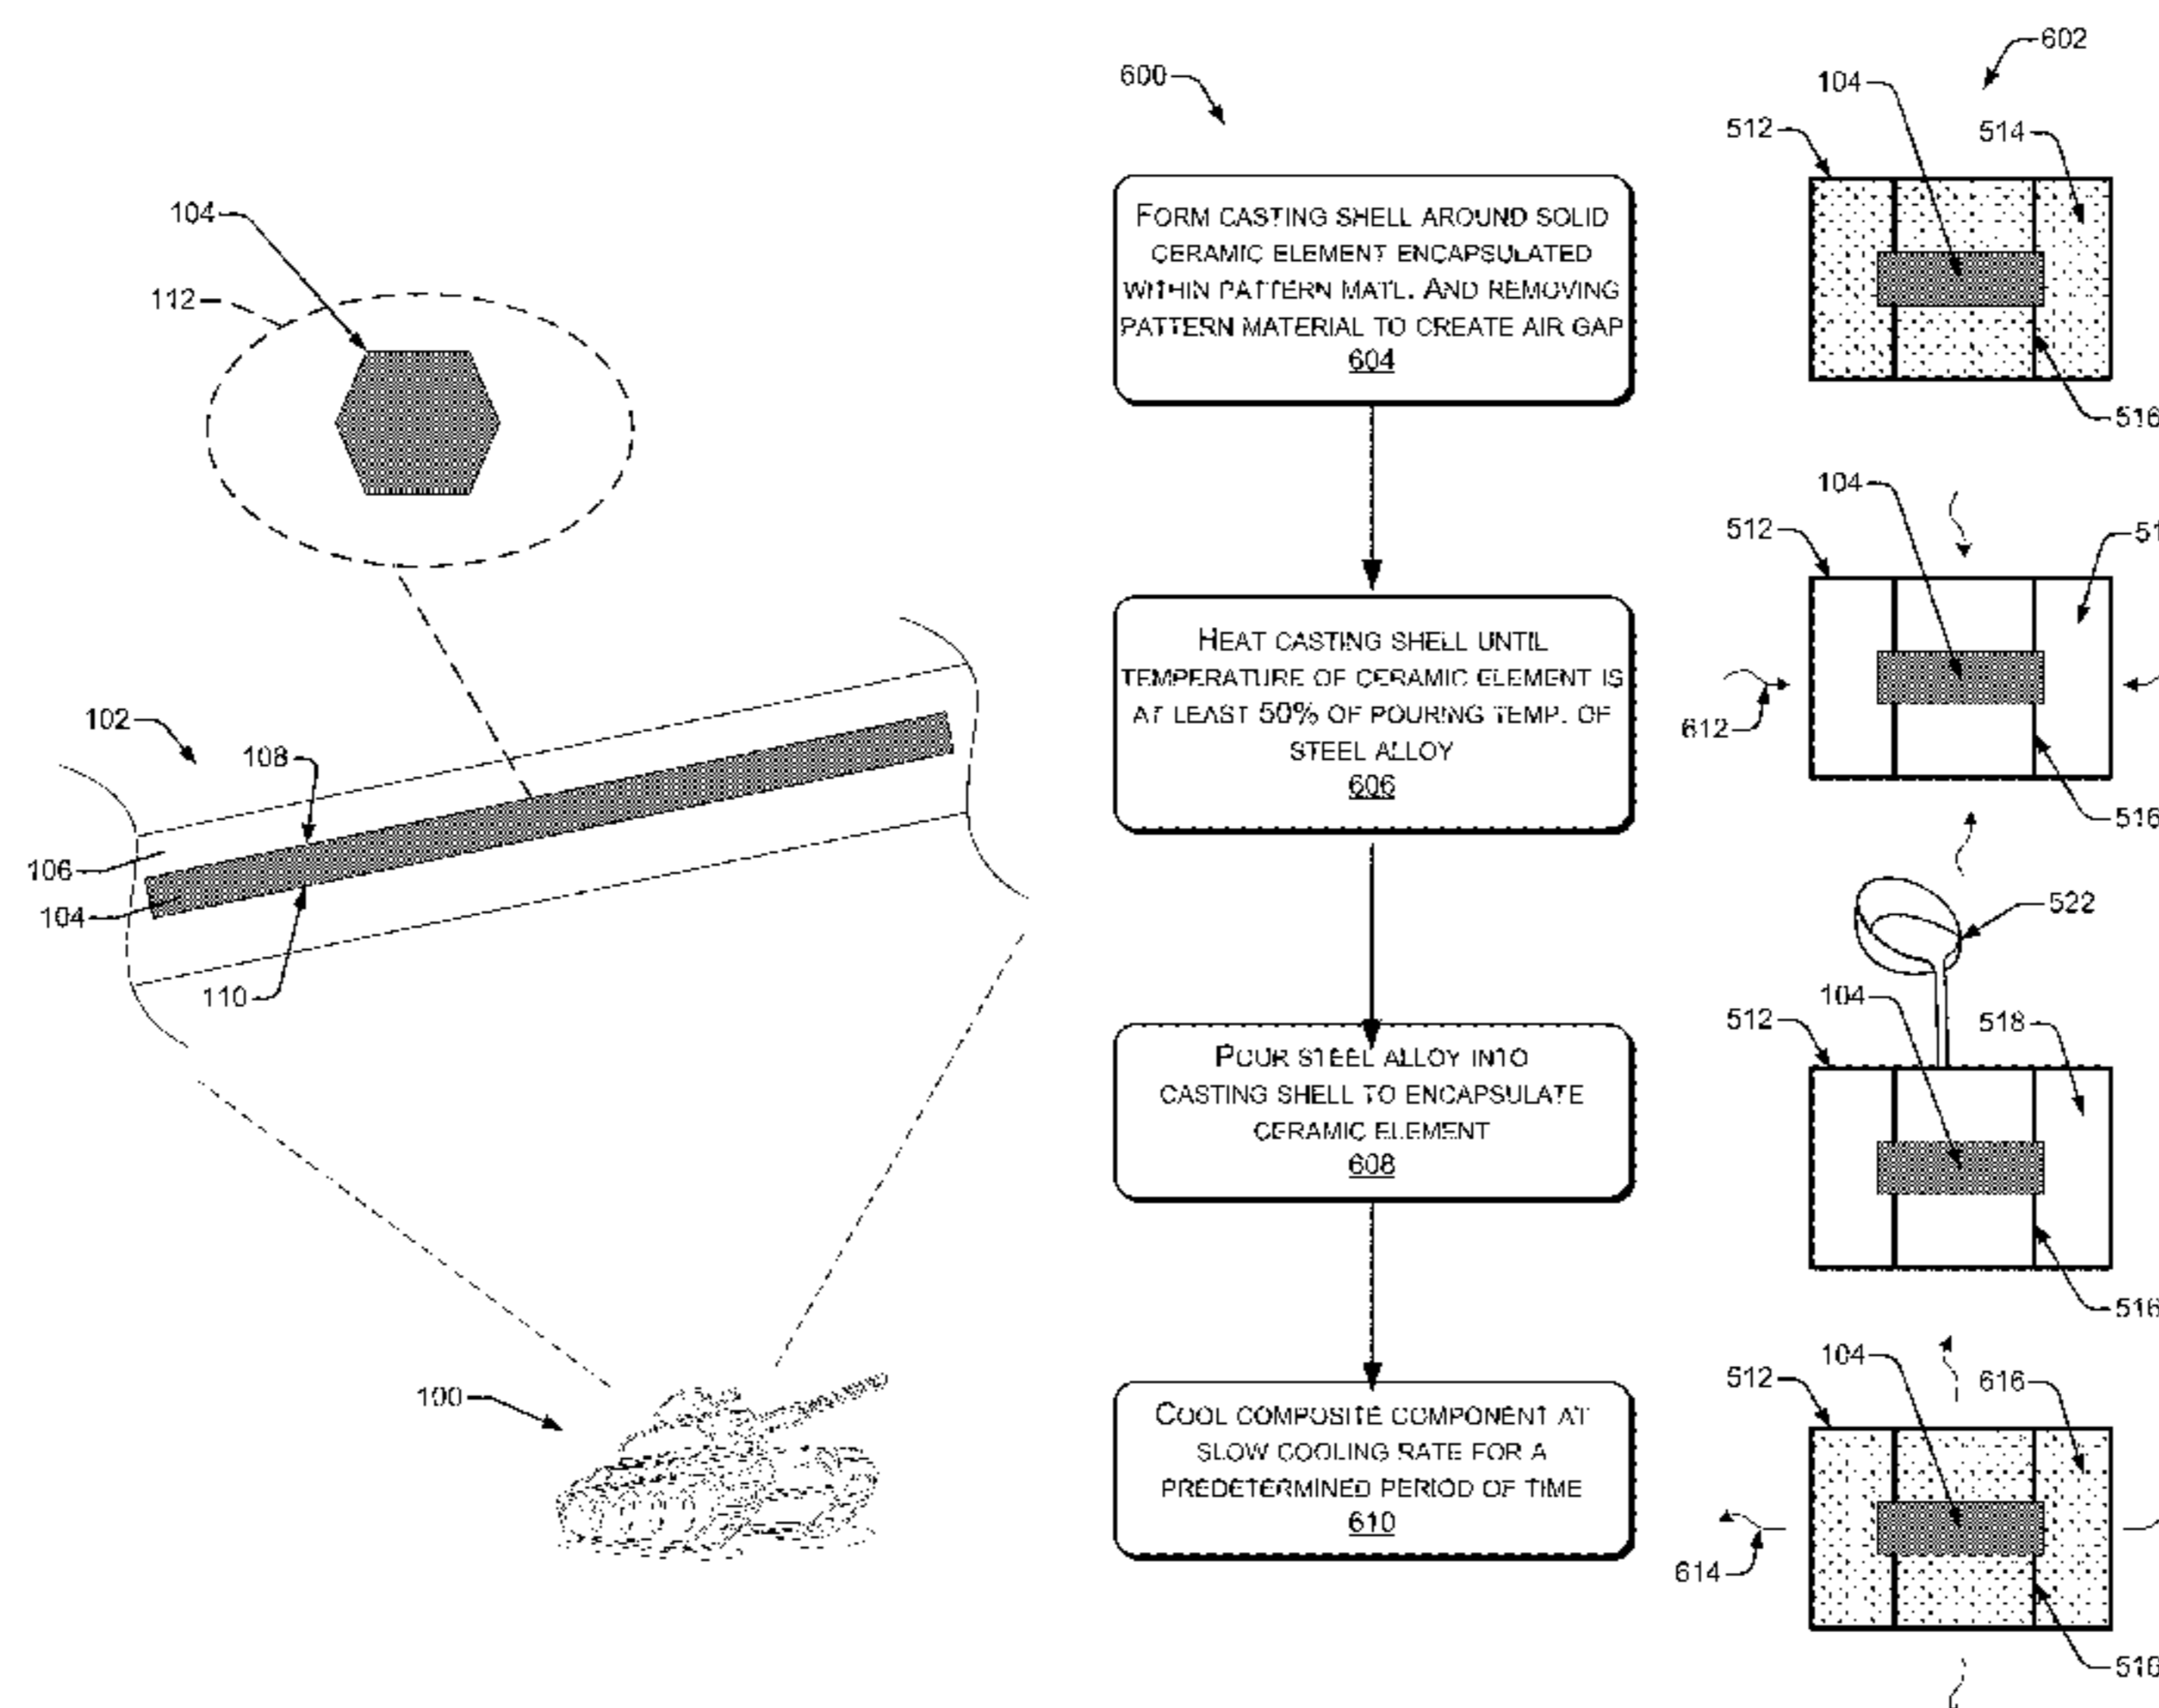 104
112
102
108
106
104
110
100
600
FORM CASTING SHELL AROUND SOLID
CERAMIC ELEMENT ENCAPSULATED
WITHIN PATTERN MATL. AND REMOVING
PATTERN MATERIAL TO CREATE AIR GAP
604
HEAT CASTING SHELL UNTIL
TEMPERATURE OF CERAMIC ELEMENT IS
AT LEAST 50% OF POURING TEMP. OF
STEEL ALLOY
606
POUR STEEL ALLOY INTO
CASTING SHELL TO ENCAPSULATE
CERAMIC ELEMENT
608
COOL COMPOSITE COMPONENT AT
SLOW COOLING RATE FOR A
PREDETERMINED PERIOD OF TIME
610
602
104
512
514
516
104
512
612
516
522
104
512
518
516
104
512
616
614
516